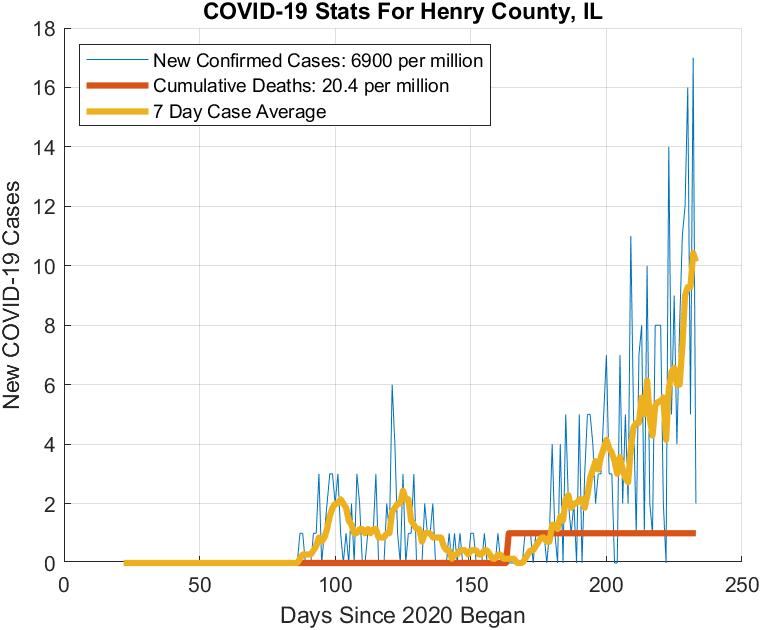 COVID-19 Stats For Henry County, IL
New Confirmed Cases: 6900 per million
Cumulative Deaths: 20.4 per million
7 Day Case Average
New COVID-19 Cases
18
16
14
12
10
8
6
4
2
0
0 50 100 150 200 250
Days Since 2020 Began